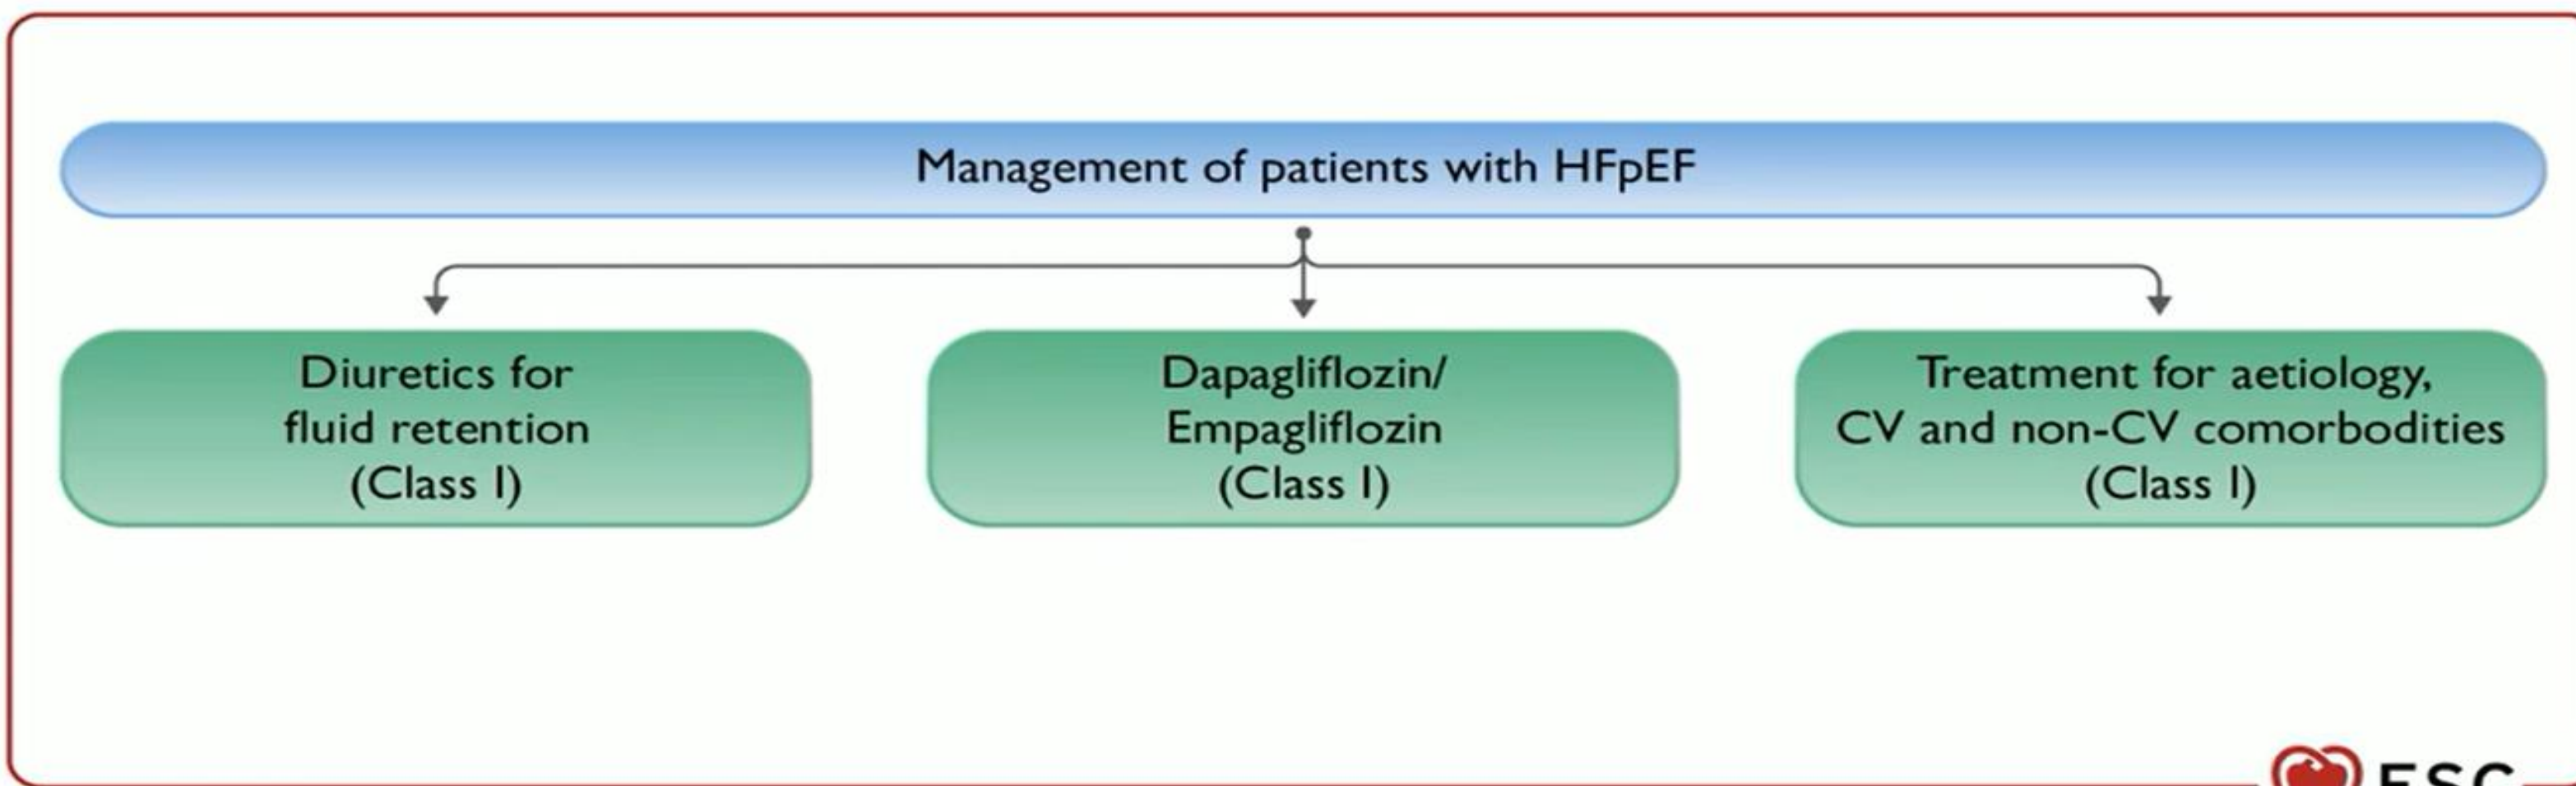 Management of patients with HFpEF
Diuretics for
fluid retention
(Class I)
Dapagliflozin/
Empagliflozin
(Class I)
Treatment for aetiology,
CV and non-CV comorbodities
(Class I)
ESC